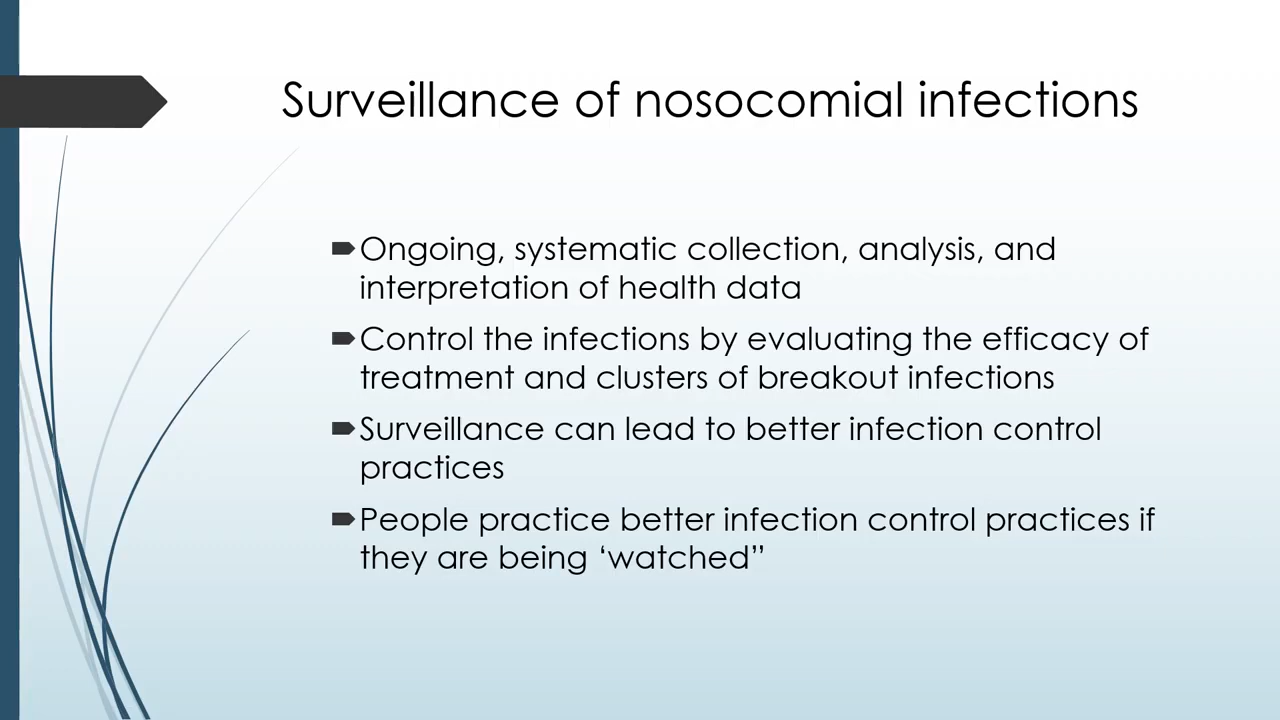 Surveillance of nosocomial infections
Ongoing, systematic collection, analysis, and
interpretation of health data
Control the infections by evaluating the efficacy of
treatment and clusters of breakout infections
Surveillance can lead to better infection control
practices
People practice better infection control practices if
they are being ‘watched”